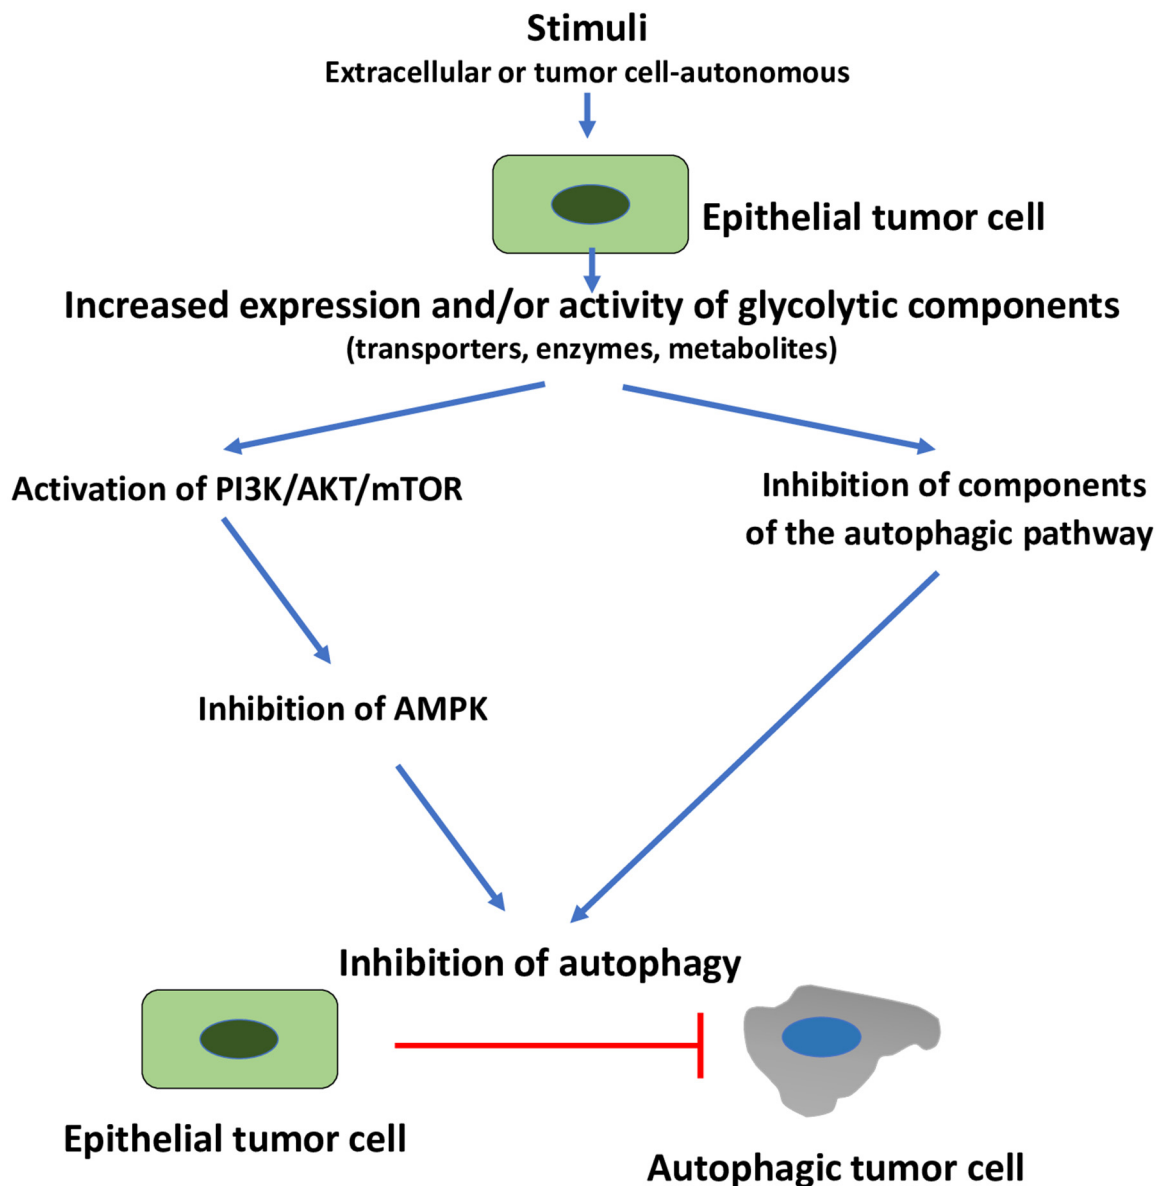 Stimuli
Extracellular or tumor cell-autonomous
Epithelial tumor cell
Increased expression and/or activity of glycolytic components
(transporters, enzymes, metabolites)
Activation of PI3K/AKT/mTOR
Inhibition of components
of the autophagic pathway
Inhibition of AMPK
Inhibition of autophagy
Epithelial tumor cell
Autophagic tumor cell